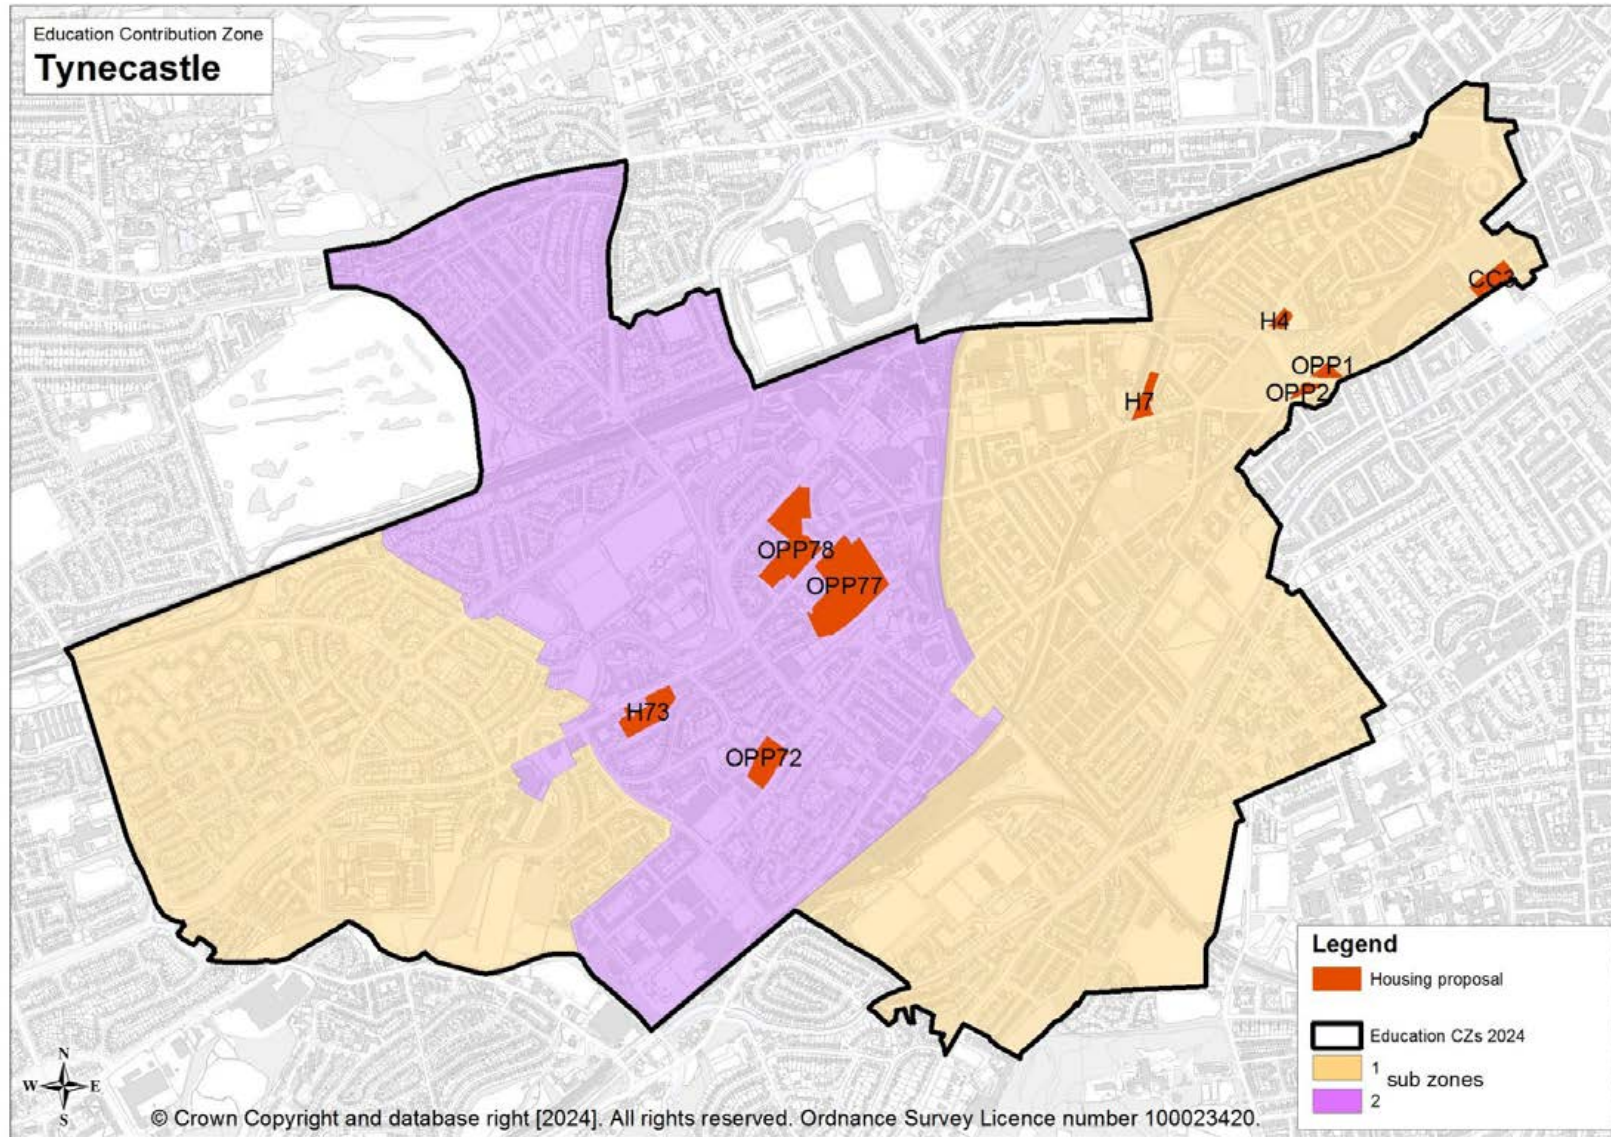 Education Contribution Zone
Tynecastle
CC3
H4
OPP1
OPP2
H7
OPP78
OPP77
H73
OPP72
Legend
Housing proposal
Education CZs 2024
1
sub zones
2
N
W E
S
© Crown Copyright and database right [2024]. All rights reserved. Ordnance Survey Licence number 100023420.